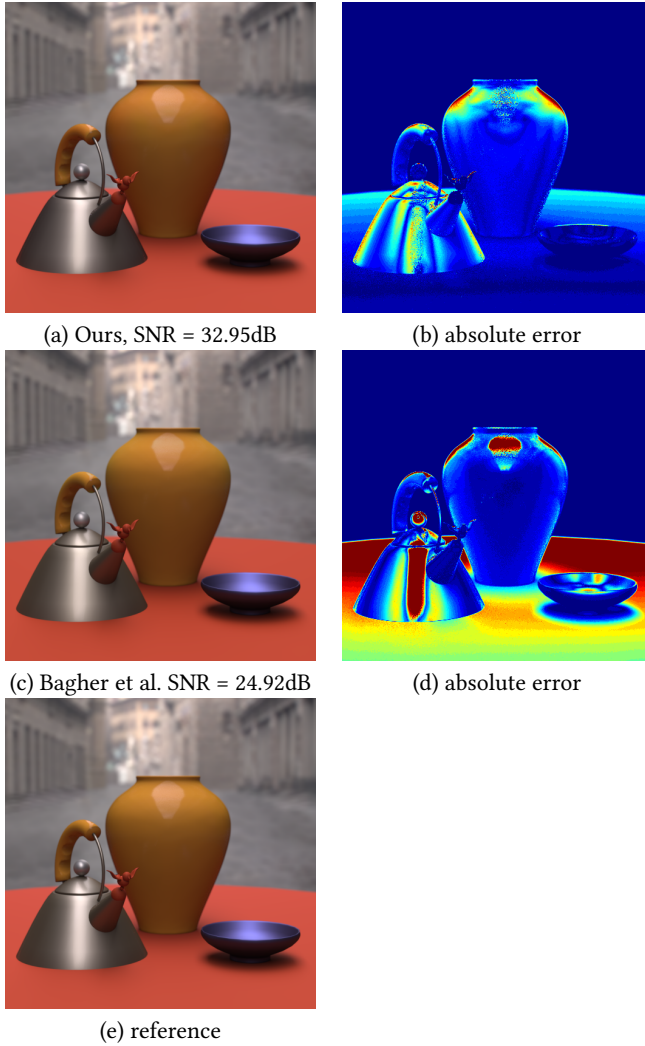 (a) Ours, SNR = 32.95dB
(b) absolute error
(c) Bagher et al. SNR = 24.92dB
(d) absolute error
(e) reference